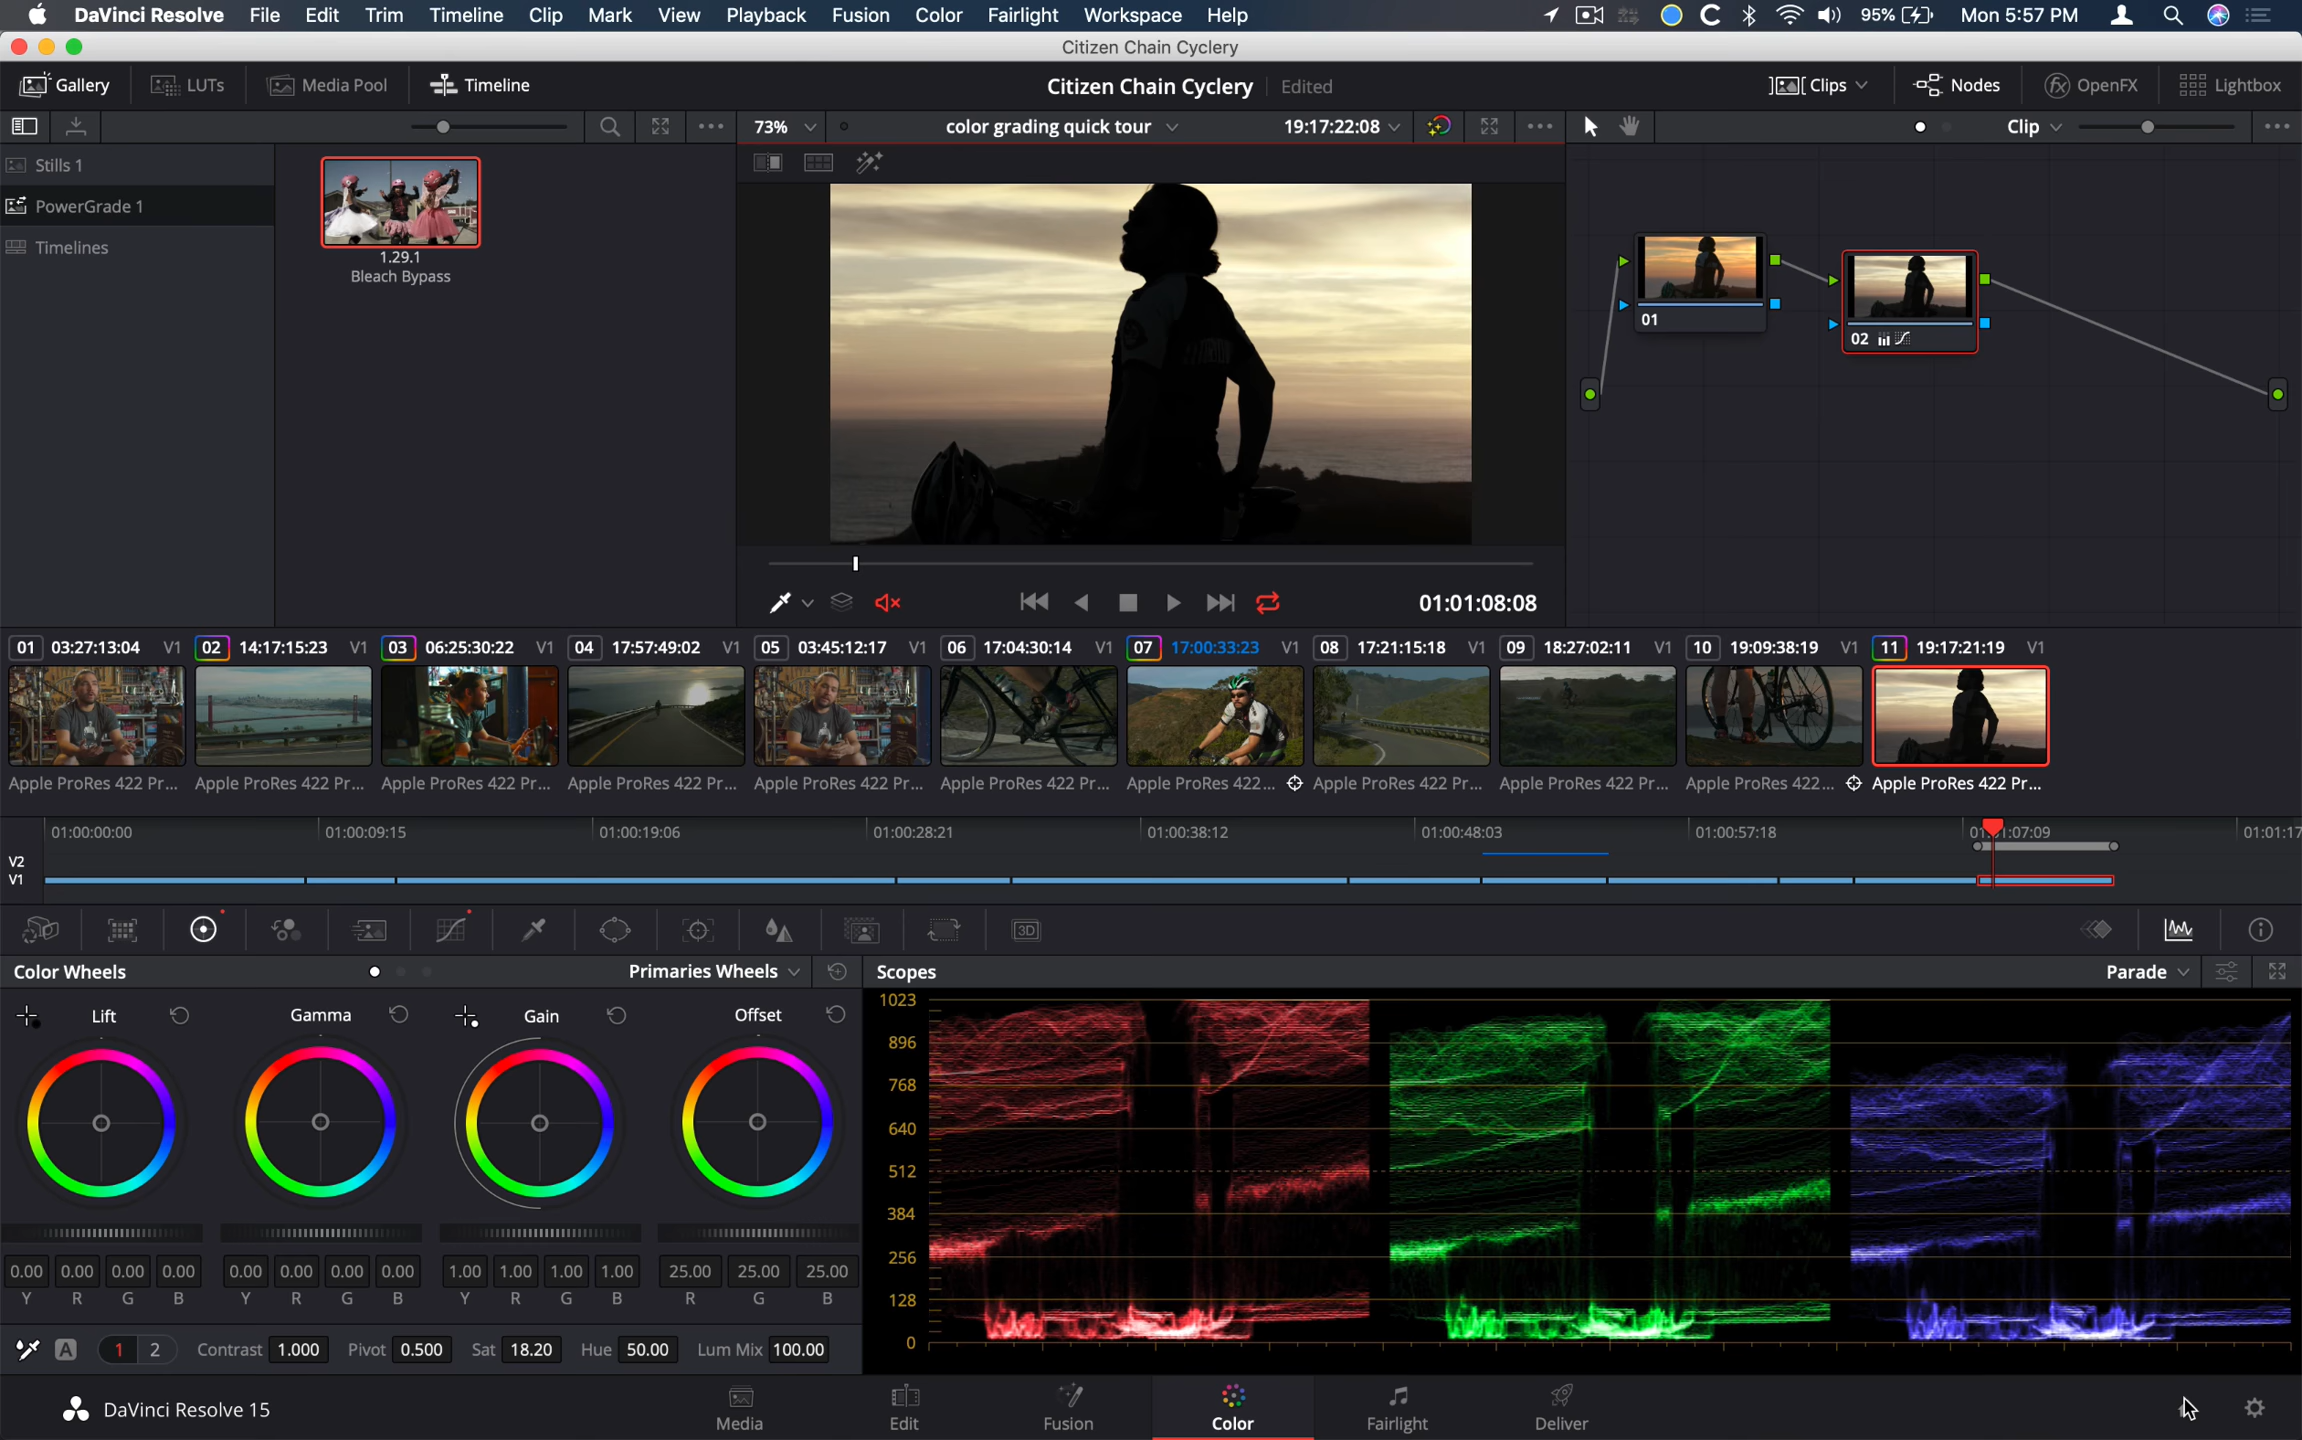 DaVinci Resolve File Edit Trim Timeline Clip Mark View Playback Fusion Color Fairlight Workspace Help 95% Mon 5:57 PM
Citizen Chain Cyclery
Gallery LUTs Media Pool Timeline Citizen Chain Cyclery Edited Clips Nodes fx OpenFX Lightbox
73% color grading quick tour 19:17:22:08 Clip
Stills 1
PowerGrade 1
Timelines
1.29.1
Bleach Bypass
01
02
01:01:08:08
01 03:27:13:04 V1 02 14:17:15:23 V1 03 06:25:30:22 V1 04 17:57:49:02 V1 05 03:45:12:17 V1 06 17:04:30:14 V1 07 17:00:33:23 V1 08 17:21:15:18 V1 09 18:27:02:11 V1 10 19:09:38:19 V1 11 19:17:21:19 V1
Apple ProRes 422 Pr... Apple ProRes 422 Pr... Apple ProRes 422 Pr... Apple ProRes 422 Pr... Apple ProRes 422 Pr... Apple ProRes 422 Pr... Apple ProRes 422... Apple ProRes 422 Pr... Apple ProRes 422 Pr... Apple ProRes 422... Apple ProRes 422 Pr...
01:00:00:00 01:00:09:15 01:00:19:06 01:00:28:21 01:00:38:12 01:00:48:03 01:00:57:18 01:01:07:09 01:01:17
V2
V1
3D
Color Wheels Primaries Wheels Scopes Parade
Lift Gamma Gain Offset
1023
896
768
640
512
384
256
128
0
0.00 0.00 0.00 0.00 0.00 0.00 0.00 0.00 1.00 1.00 1.00 1.00 25.00 25.00 25.00
Y R G B Y R G B Y R G B R G B
A 1 2 Contrast 1.000 Pivot 0.500 Sat 18.20 Hue 50.00 Lum Mix 100.00
DaVinci Resolve 15 Media Edit Fusion Color Fairlight Deliver